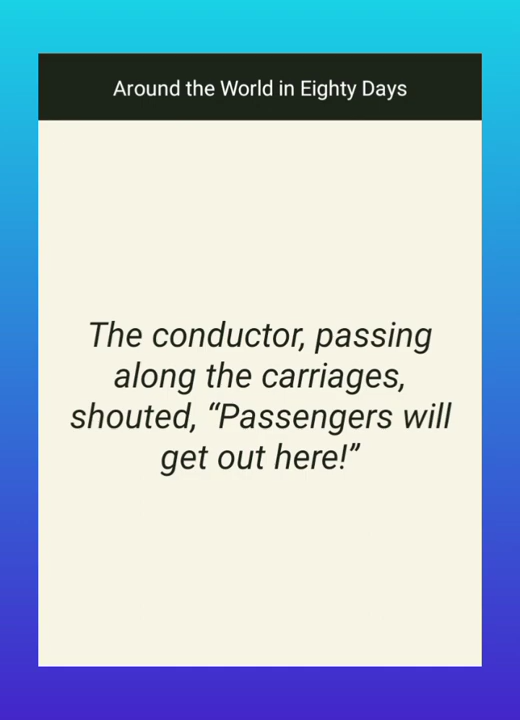 Around the World in Eighty Days
The conductor, passing
along the carriages,
shouted, “Passengers will
get out here!”